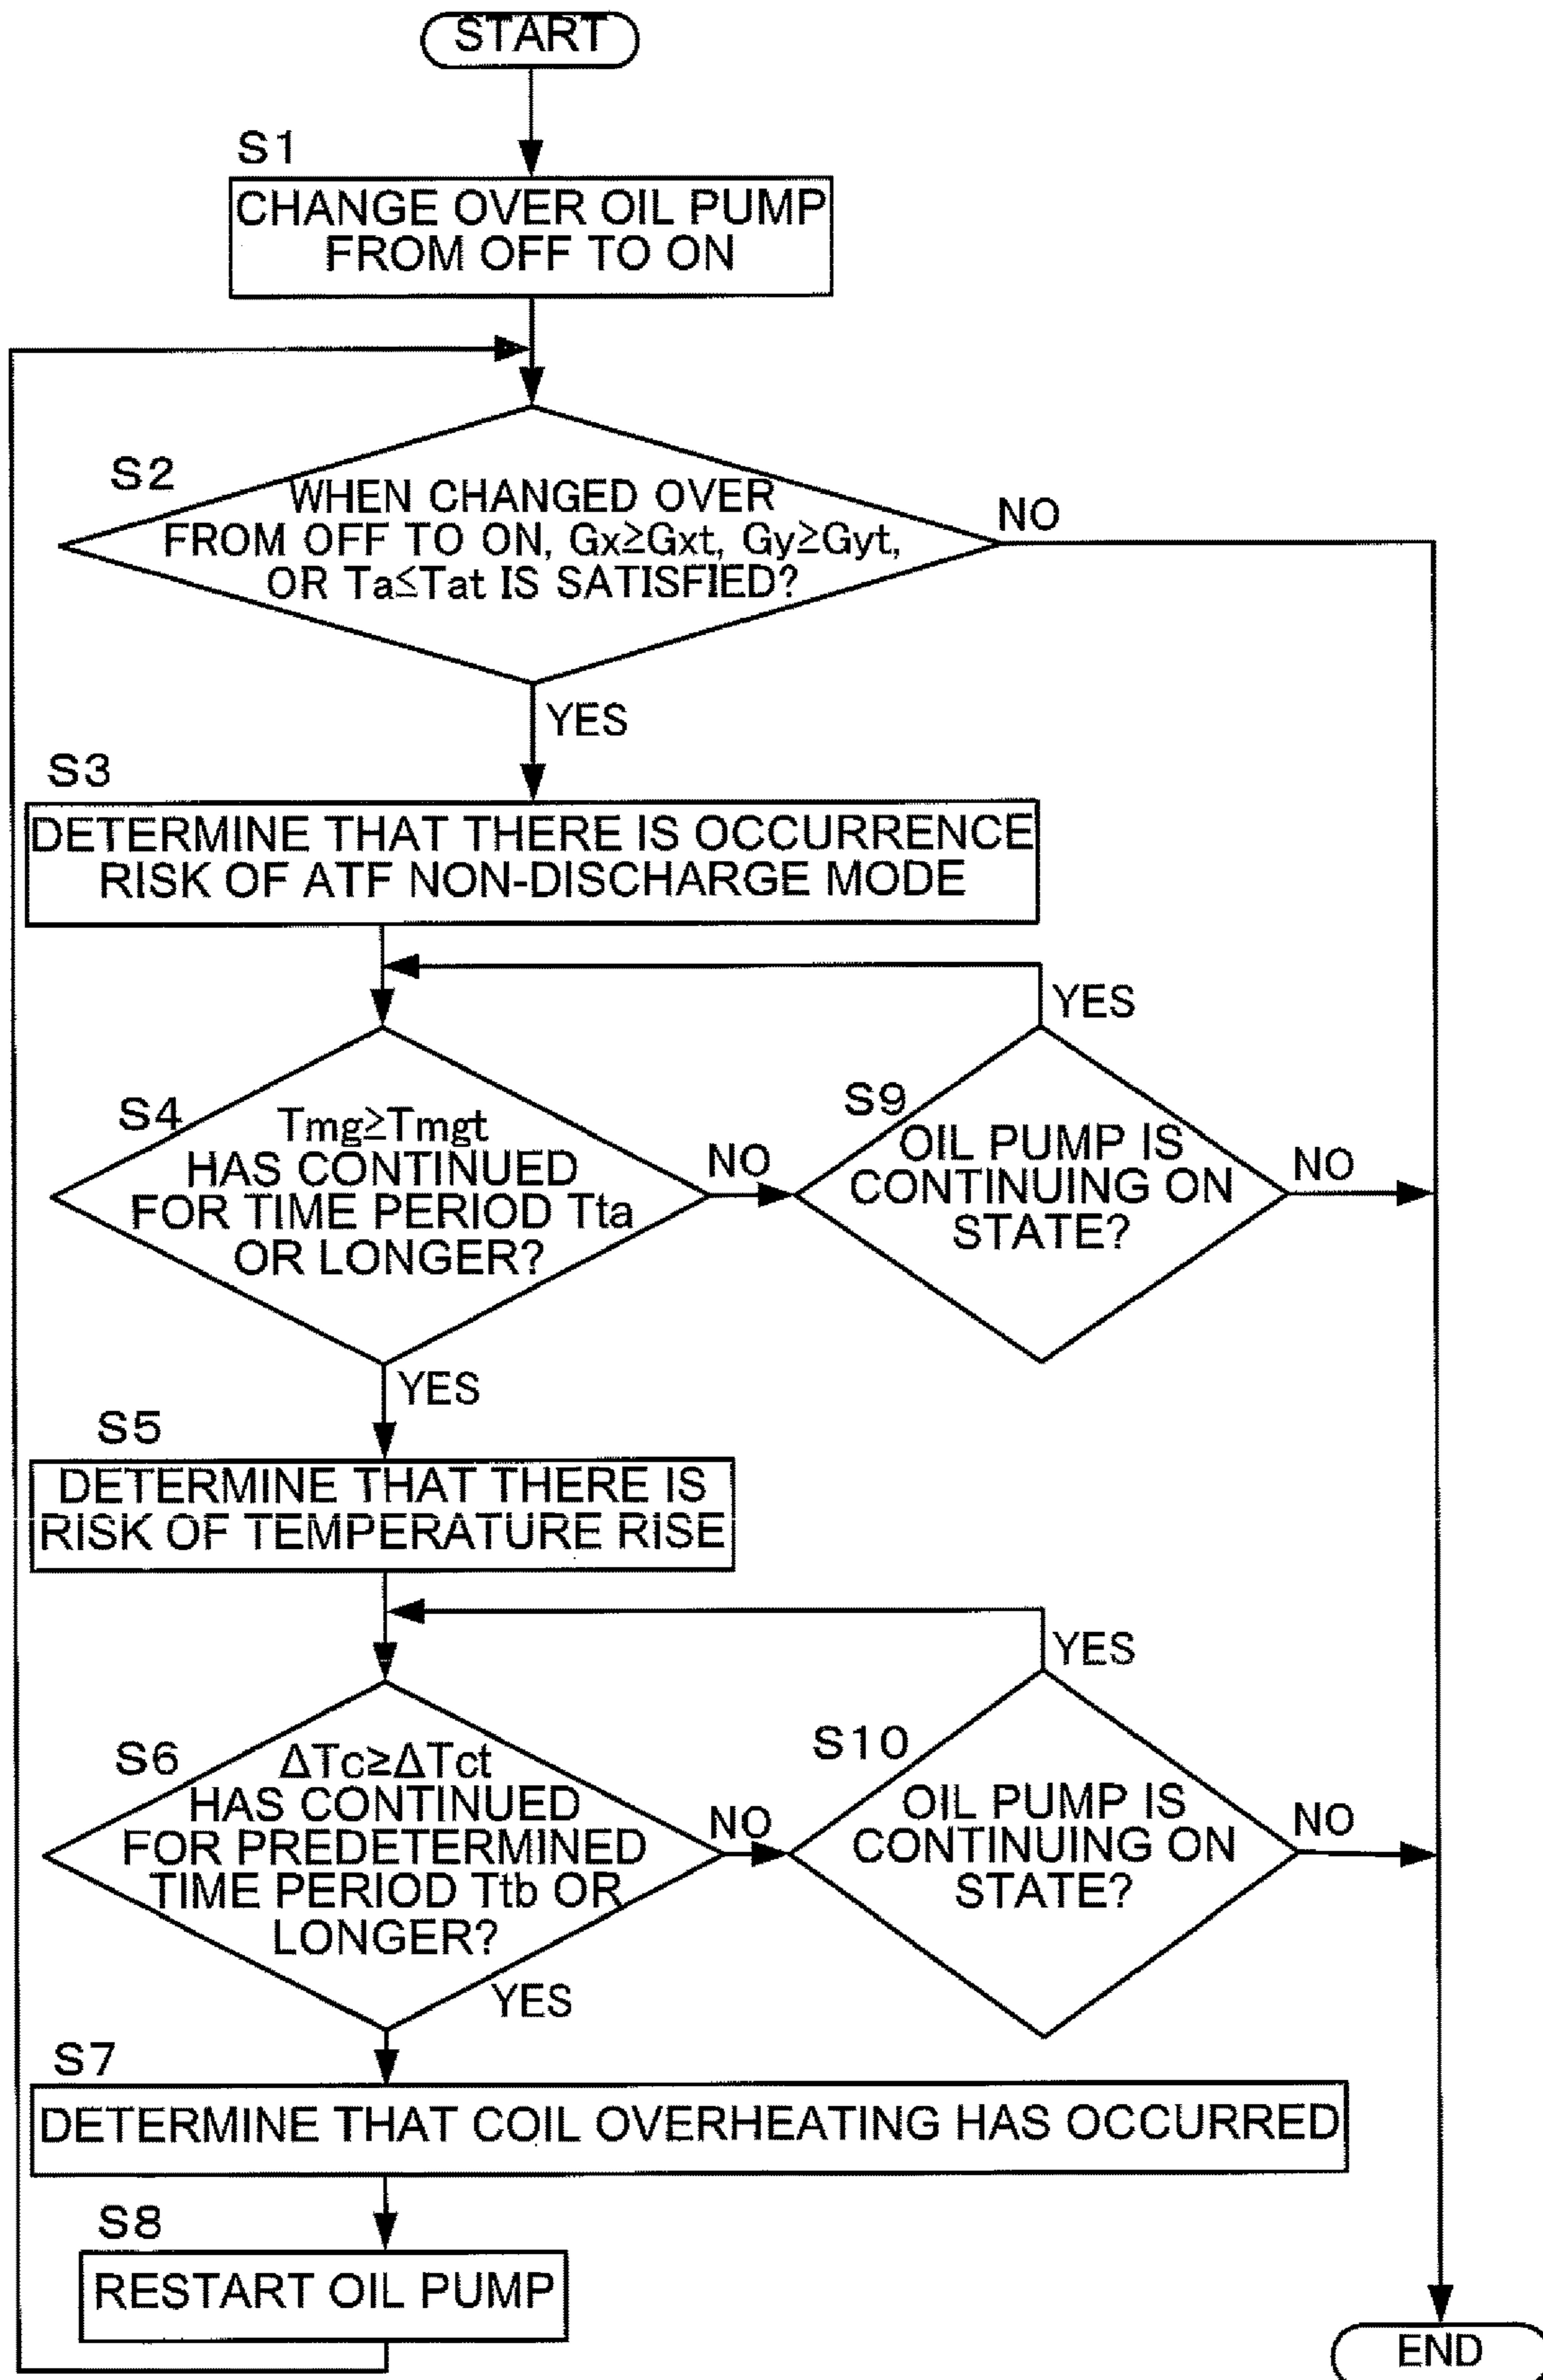 START
S1
CHANGE OVER OIL PUMP
FROM OFF TO ON
S2
WHEN CHANGED OVER
FROM OFF TO ON, Gx≥Gxt, Gy≥Gyt,
OR Ta≤Tat IS SATISFIED?
NO
YES
S3
DETERMINE THAT THERE IS OCCURRENCE
RISK OF ATF NON-DISCHARGE MODE
S4
Tmg≥Tmgt
HAS CONTINUED
FOR TIME PERIOD Tta
OR LONGER?
NO
YES
S9
OIL PUMP IS
CONTINUING ON
STATE?
YES
NO
S5
DETERMINE THAT THERE IS
RISK OF TEMPERATURE RISE
S6
ΔTc≥ΔTct
HAS CONTINUED
FOR PREDETERMINED
TIME PERIOD Ttb OR
LONGER?
NO
YES
S10
OIL PUMP IS
CONTINUING ON
STATE?
YES
NO
S7
DETERMINE THAT COIL OVERHEATING HAS OCCURRED
S8
RESTART OIL PUMP
END